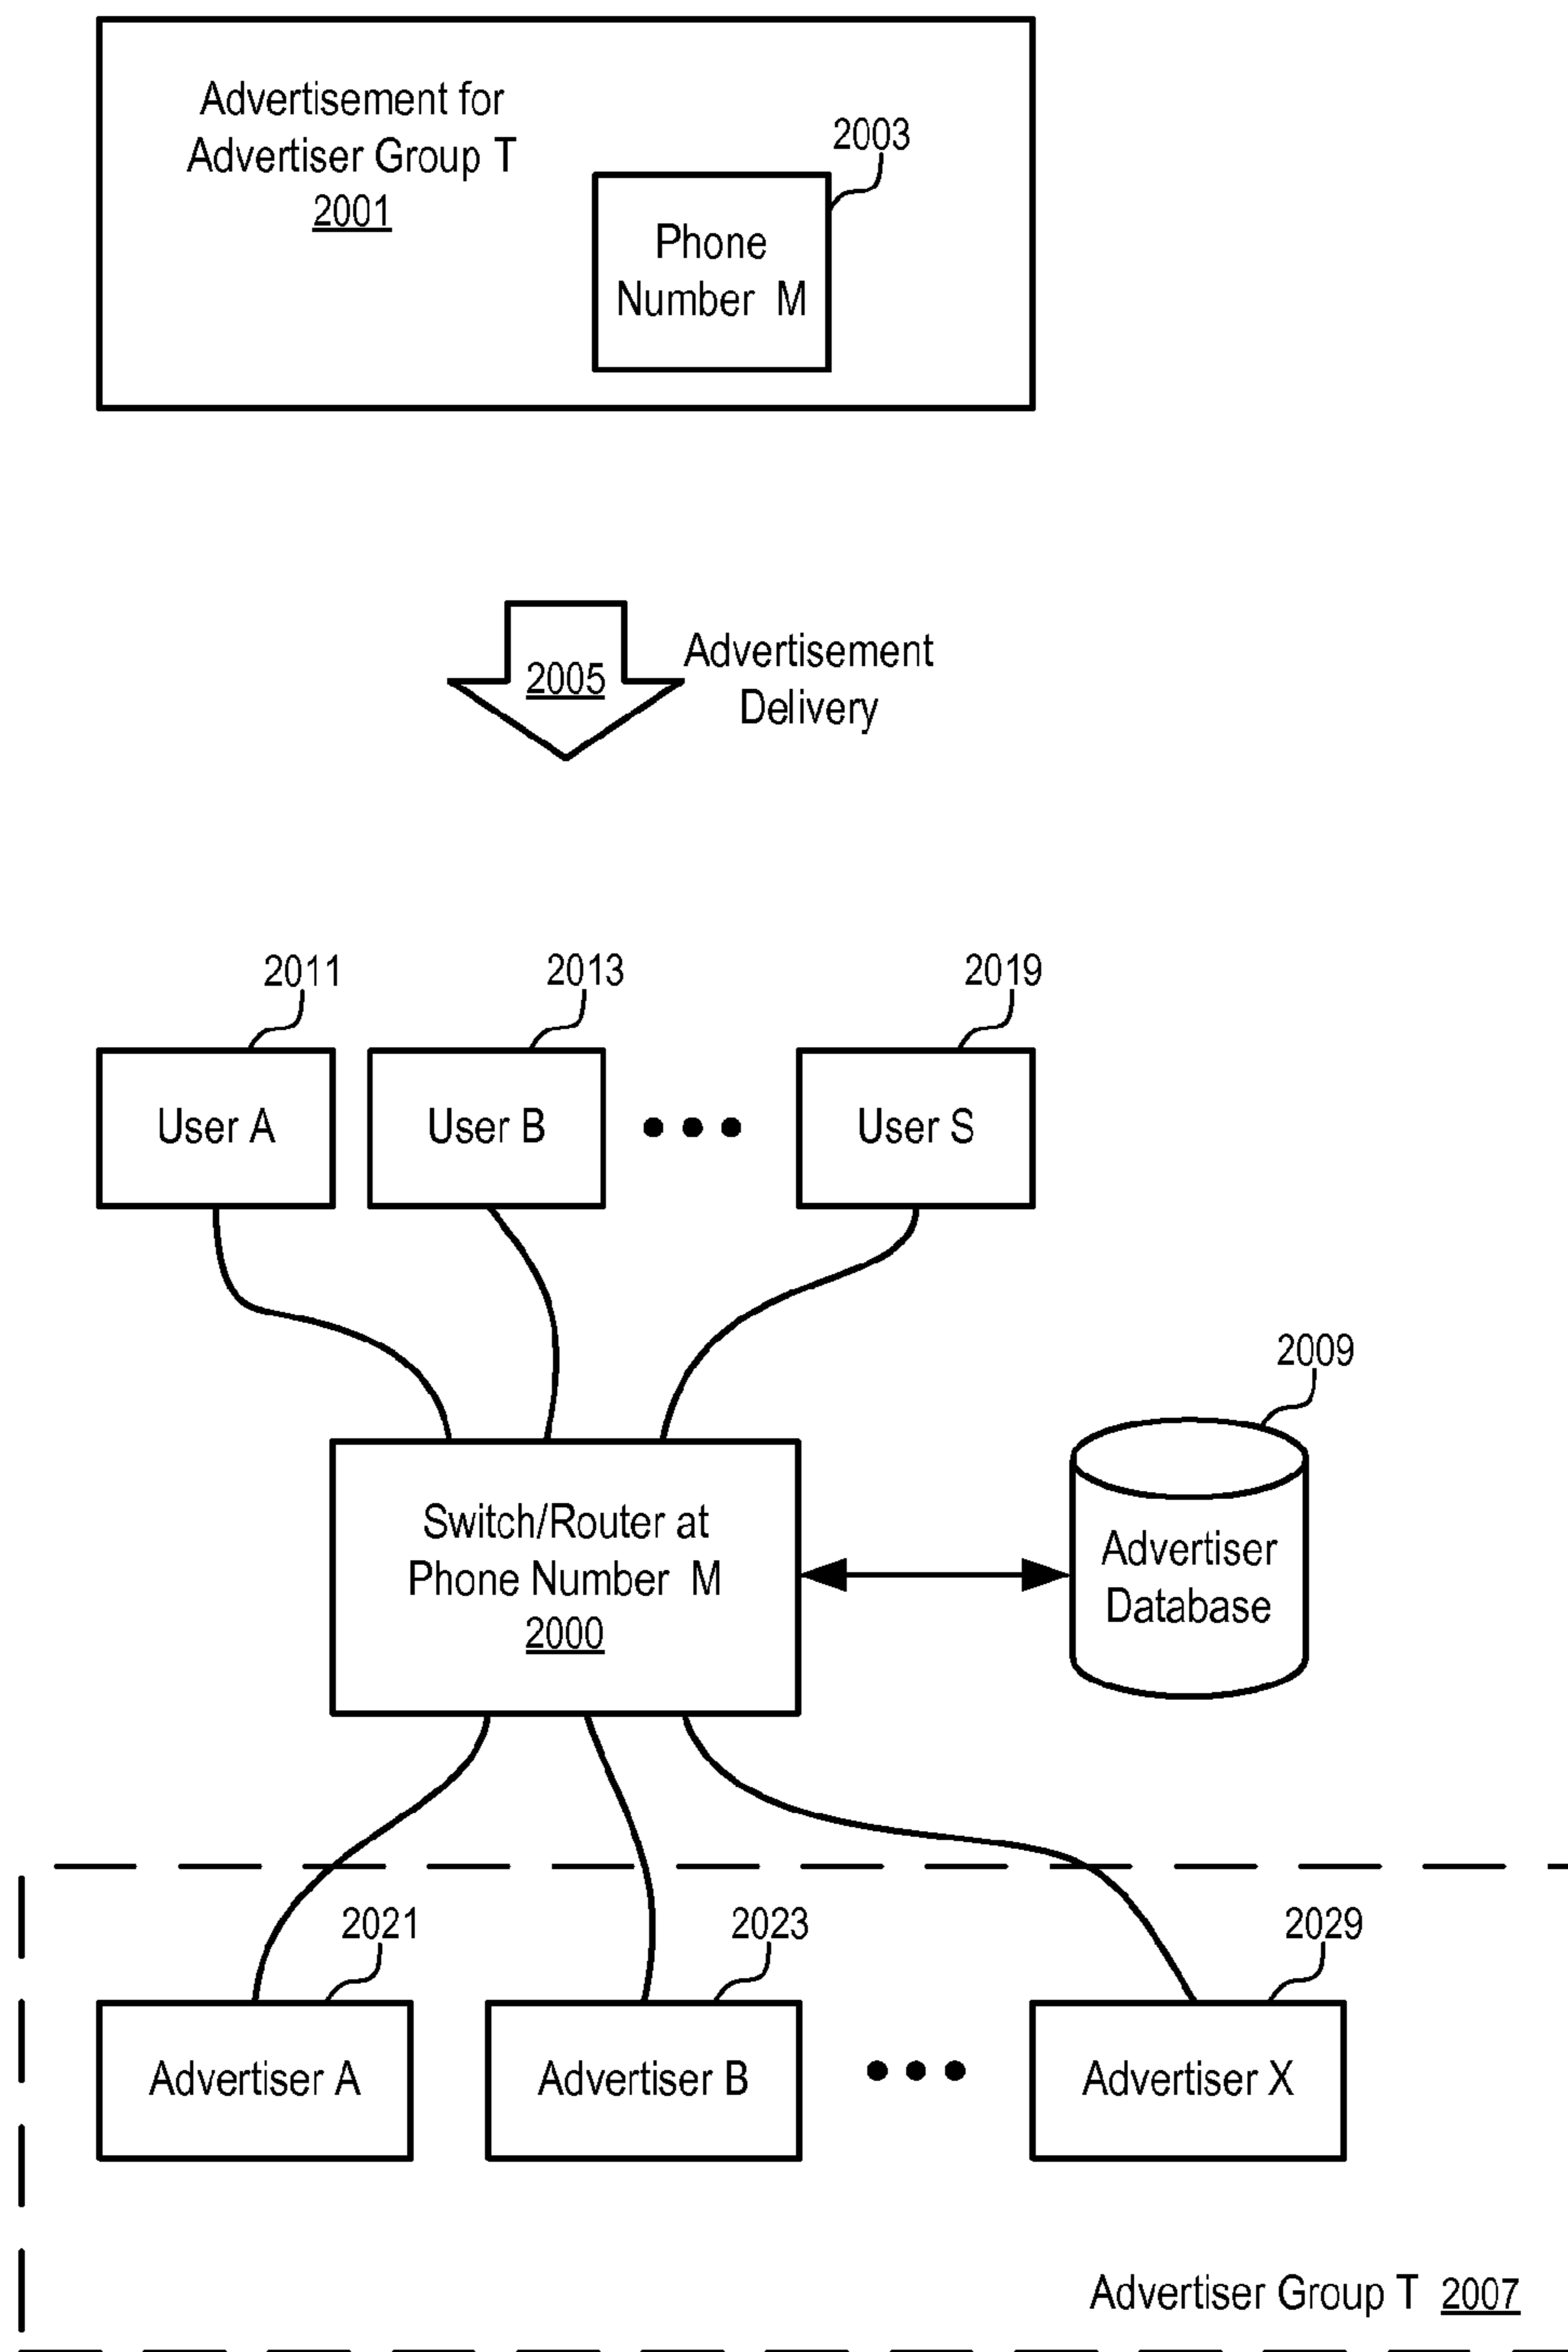 Advertisement for
Advertiser Group T
2001
2003
Phone
Number M
2005
Advertisement
Delivery
2011
2013
2019
User A
User B
User S
2009
Switch/Router at
Phone Number M
2000
Advertiser
Database
2021
2023
2029
Advertiser A
Advertiser B
Advertiser X
Advertiser Group T 2007